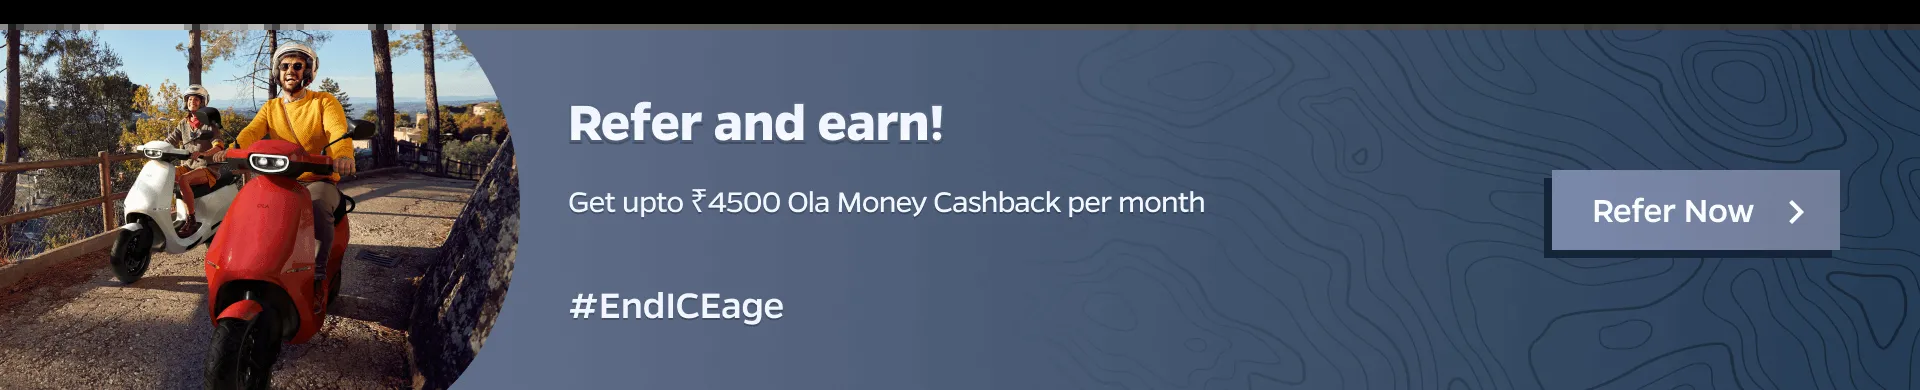 Refer and earn!
Get upto ₹4500 Ola Money Cashback per month
Refer Now
#EndICEage